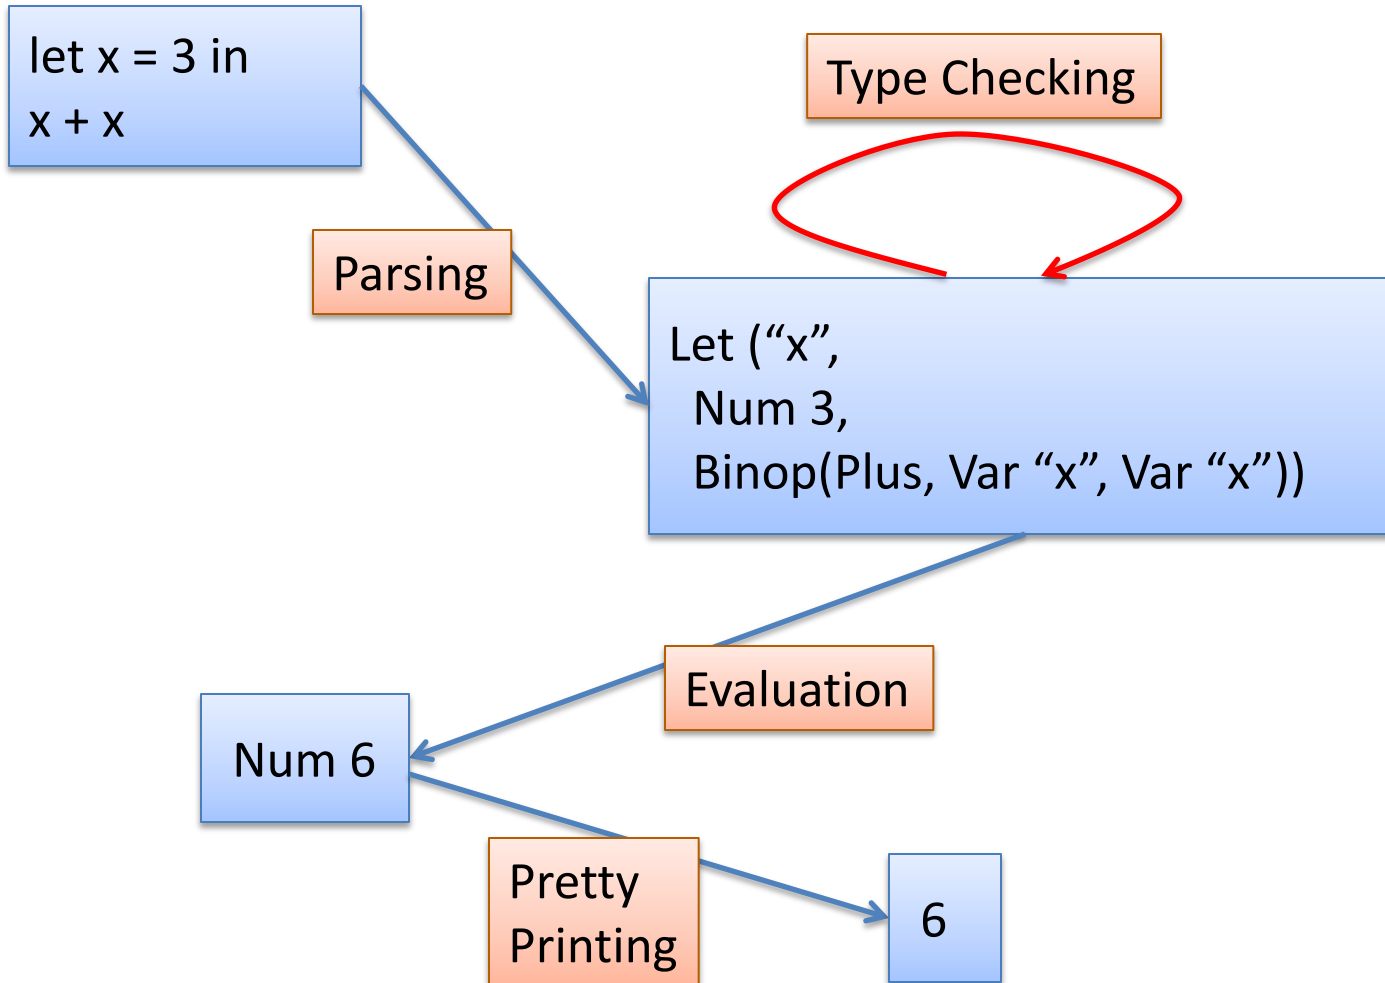 let x = 3 in
x + x
Type Checking
Parsing
Let (“x”,
Num 3,
Binop(Plus, Var “x”, Var “x”))
Evaluation
Num 6
Pretty
Printing
6